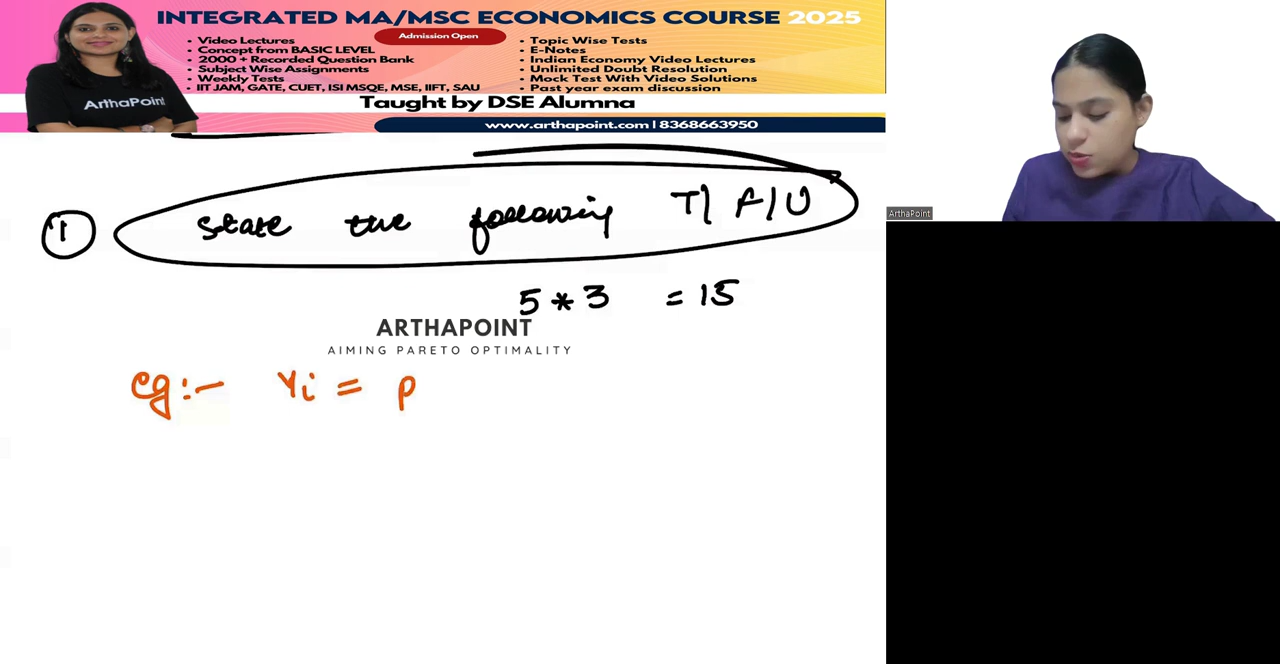 INTEGRATED MA/MSC ECONOMICS COURSE 2025
Admission Open
• Video Lectures
• Concept from BASIC LEVEL
• 2000 + Recorded Question Bank
• Subject Wise Assignments
• Weekly Tests
• IIT JAM, GATE, CUET, ISI MSQE, MSE, IIFT, SAU
• Topic Wise Tests
• E-Notes
• Indian Economy Video Lectures
• Unlimited Doubt Resolution
• Mock Test With Video Solutions
• Past year exam discussion
ArthaPoint
Taught by DSE Alumna
www.arthapoint.com | 8368663950
ArthaPoint
1 State the following T/F/U
5 * 3 = 15
ARTHAPOINT
AIMING PARETO OPTIMALITY
eg:- Yi = β